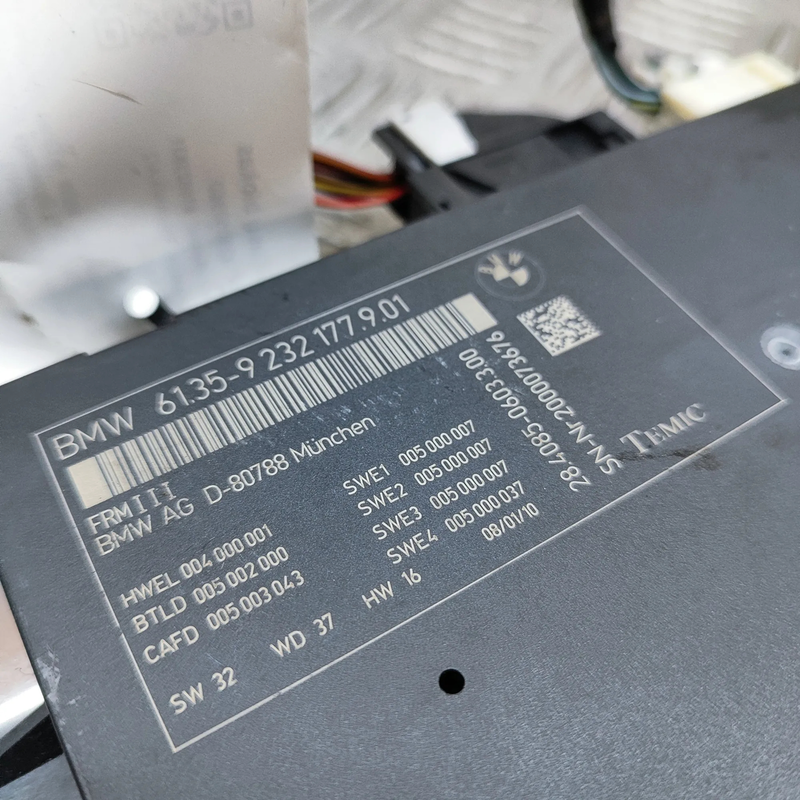 BMW 61.35-9 232 177 9.01
FRM III
BMW AG D-80788 München
HWEL 004 000 001
BTLD 005 002 000
CAFD 005 003 043
SWE1 005 000 007
SWE2 005 000 007
SWE3 005 000 007
SWE4 005 000 037
08/01/10
SW 32 WD 37 HW 16
284085-0603 3.00
SN-Nr 2000073676
TEMIC